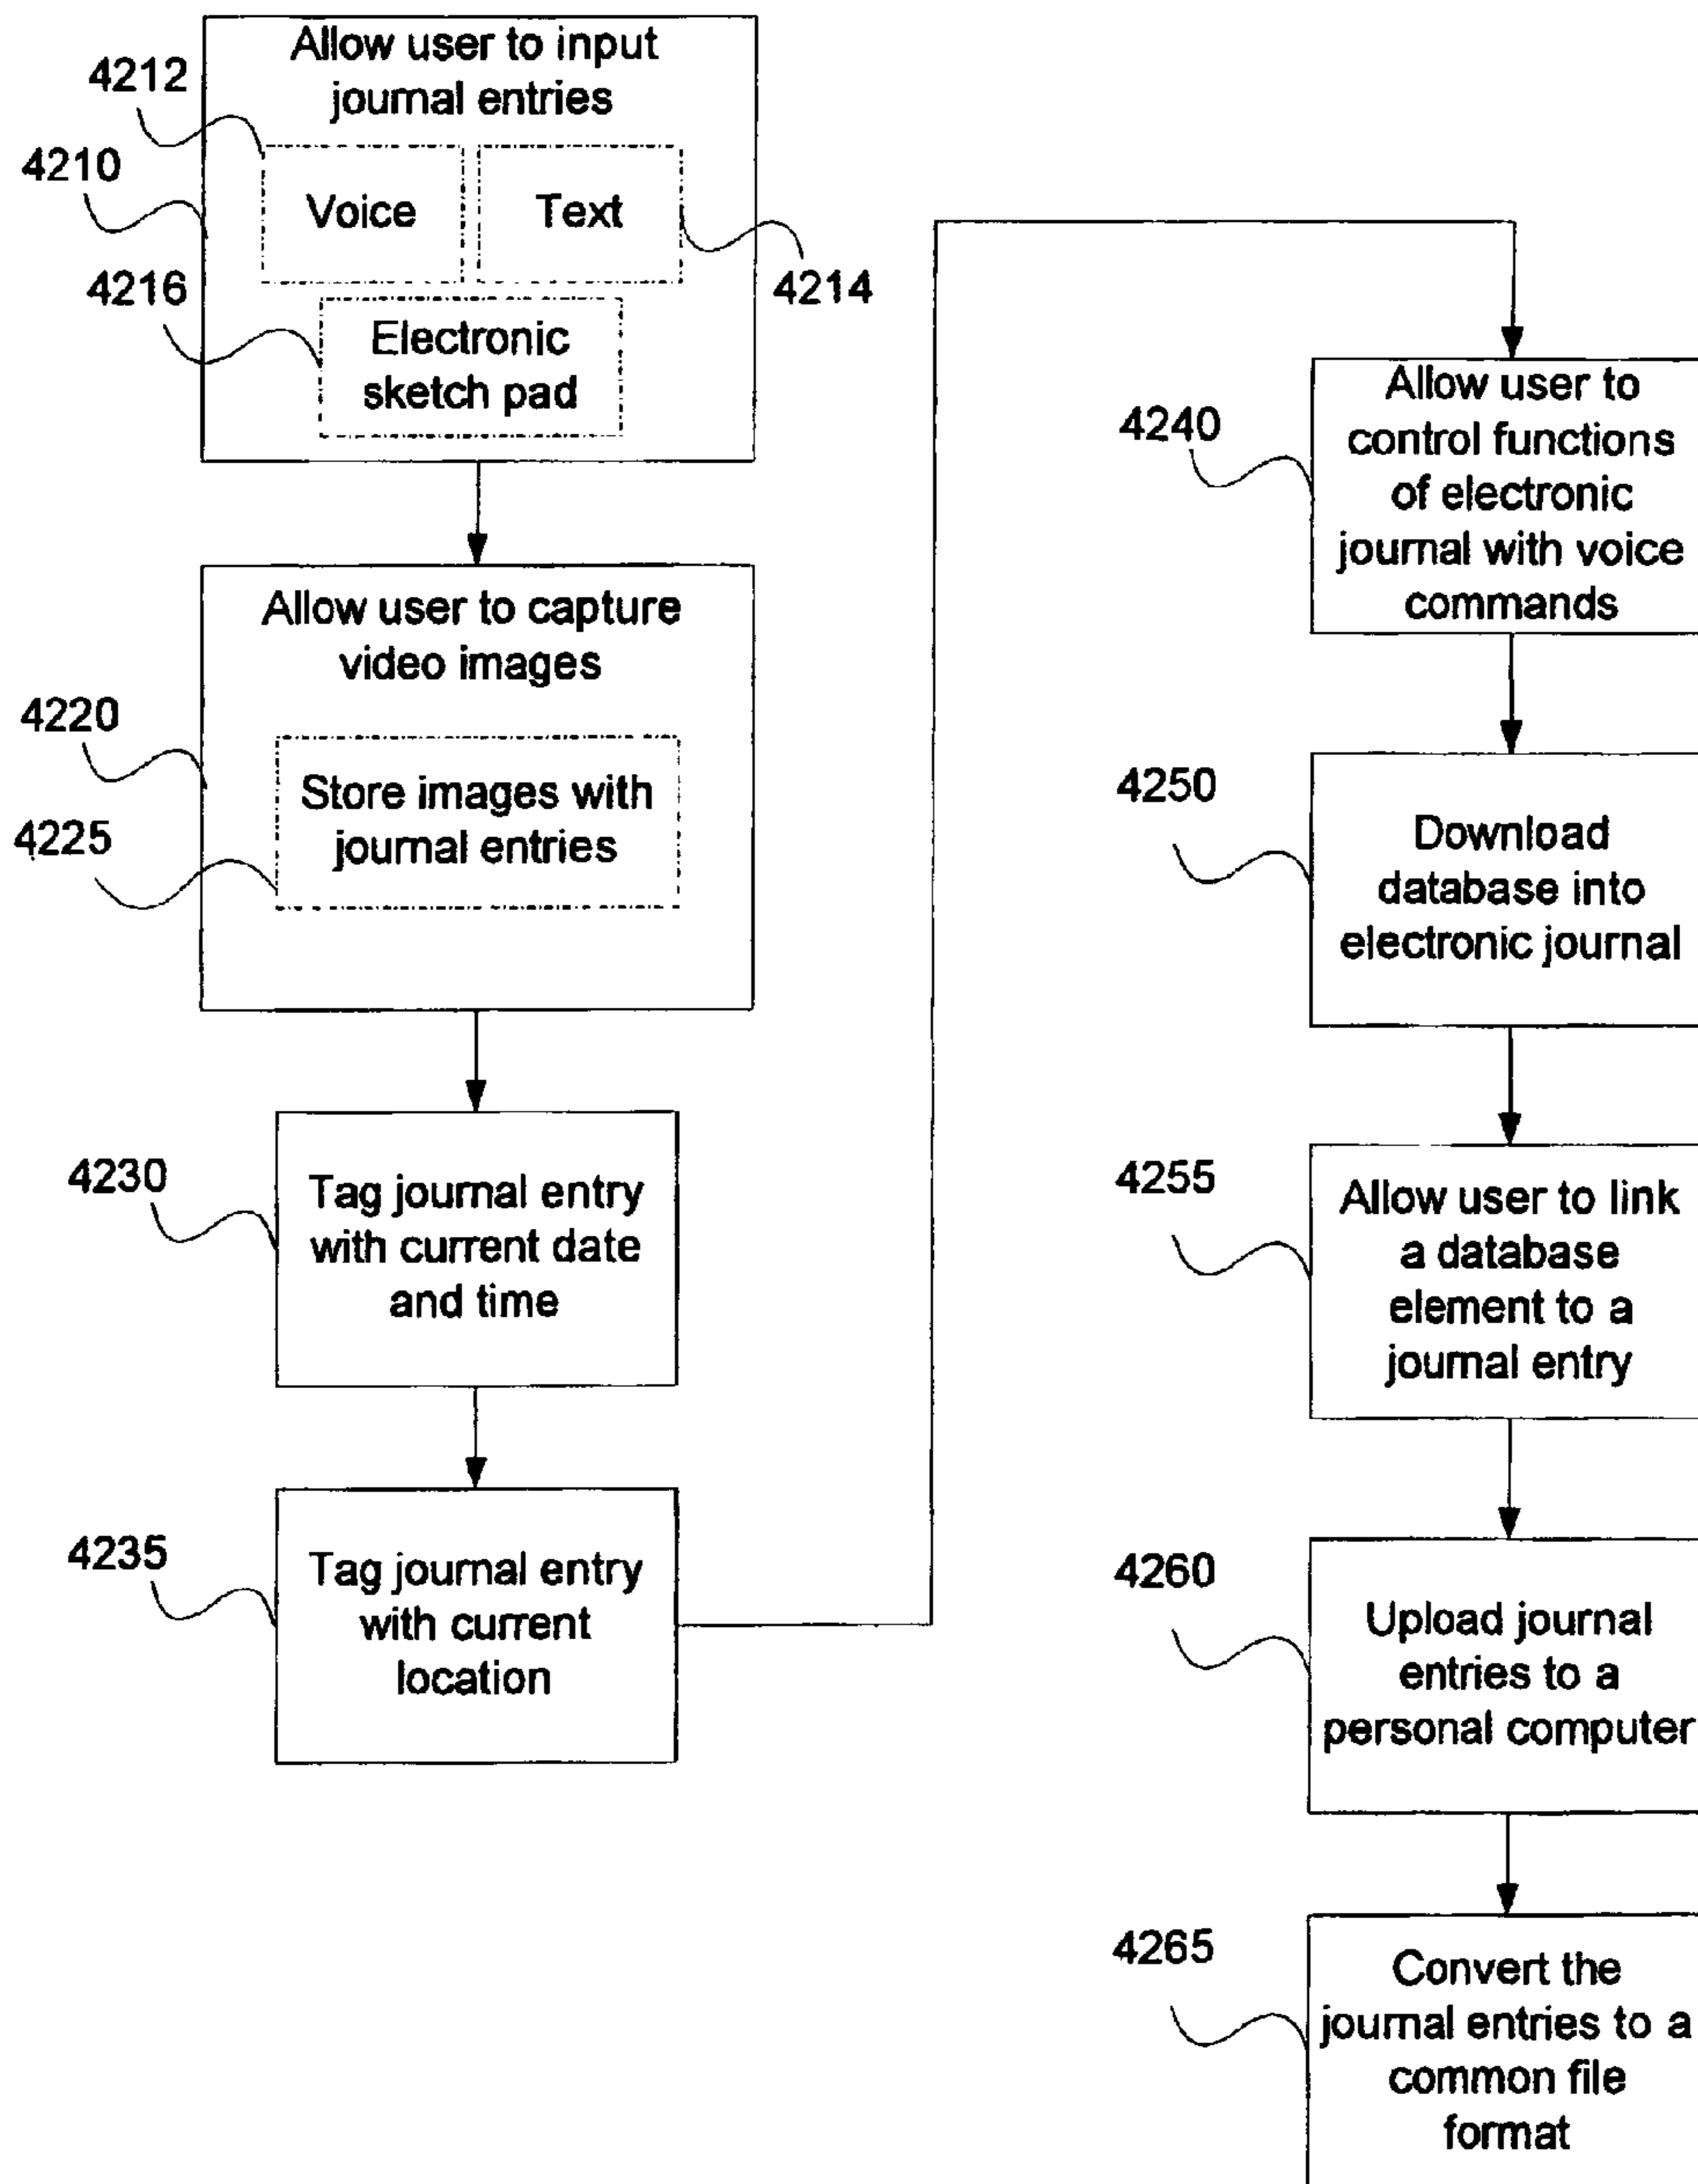 Allow user to input
journal entries
4212
4210
Voice
Text
4216
4214
Electronic
sketch pad
Allow user to capture
video images
4220
Store images with
journal entries
4225
4230
Tag journal entry
with current date
and time
4235
Tag journal entry
with current
location
4240
Allow user to
control functions
of electronic
journal with voice
commands
4250
Download
database into
electronic journal
4255
Allow user to link
a database
element to a
journal entry
4260
Upload journal
entries to a
personal computer
4265
Convert the
journal entries to a
common file
format